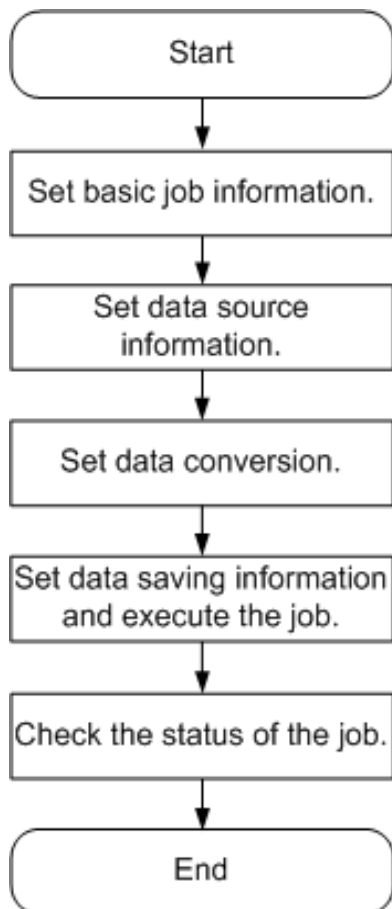 Start
Set basic job information.
Set data source
information.
Set data conversion.
Set data saving information
and execute the job.
Check the status of the job.
End